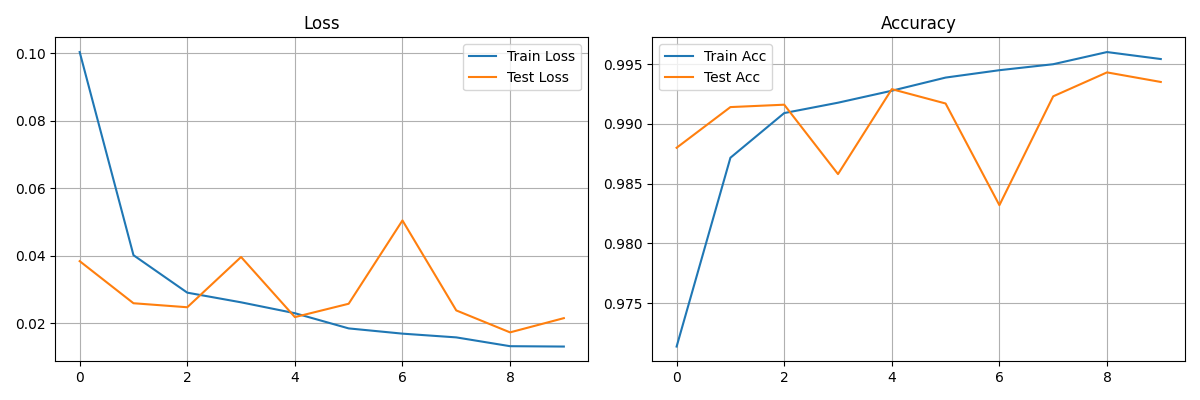 Loss
0.10
0.08
0.06
0.04
0.02
0 2 4 6 8
Train Loss
Test Loss
Accuracy
0.995
0.990
0.985
0.980
0.975
0 2 4 6 8
Train Acc
Test Acc